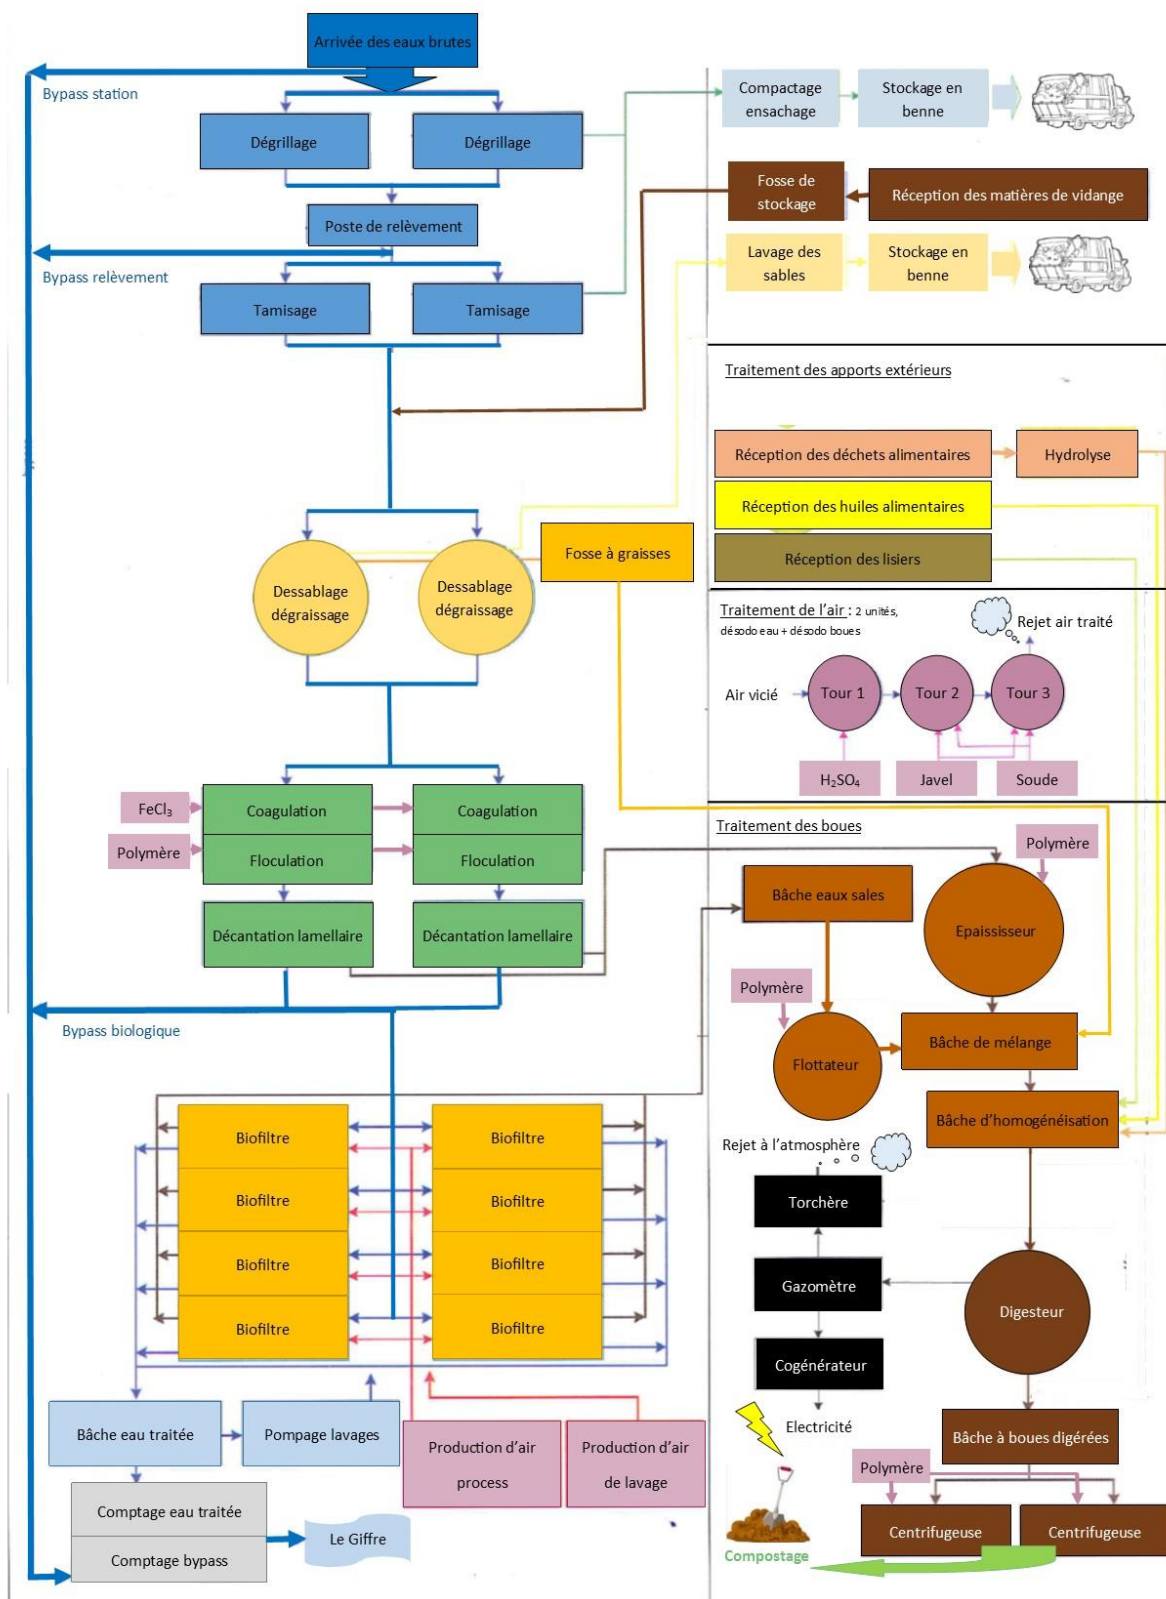 Arrivée des eaux brutes
Bypass station
Dégrillage
Dégrillage
Poste de relèvement
Bypass relèvement
Tamisage
Tamisage
Compactage
ensachage
Stockage en
benne
Fosse de
stockage
Réception des matières de vidange
Lavage des
sables
Stockage en
benne
Traitement des apports extérieurs
Réception des déchets alimentaires
Hydrolyse
Réception des huiles alimentaires
Réception des lisiers
Dessablage
dégraissage
Dessablage
dégraissage
Fosse à graisses
Traitement de l'air : 2 unités,
désodo eau + désodo boues
Rejet air traité
Air vicié
Tour 1
Tour 2
Tour 3
H₂SO₄
Javel
Soude
FeCl₃
Polymère
Coagulation
Coagulation
Floculation
Floculation
Décantation lamellaire
Décantation lamellaire
Bypass biologique
Traitement des boues
Polymère
Bâche eaux sales
Epaississeur
Polymère
Flottateur
Bâche de mélange
Bâche d'homogénéisation
Biofiltre
Biofiltre
Biofiltre
Biofiltre
Biofiltre
Biofiltre
Biofiltre
Biofiltre
Rejet à l'atmosphère
Torchère
Gazomètre
Cogénérateur
Electricité
Digesteur
Bâche à boues digérées
Polymère
Centrifugeuse
Centrifugeuse
Compostage
Bâche eau traitée
Pompage lavages
Production d'air
process
Production d'air
de lavage
Comptage eau traitée
Comptage bypass
Le Giffre